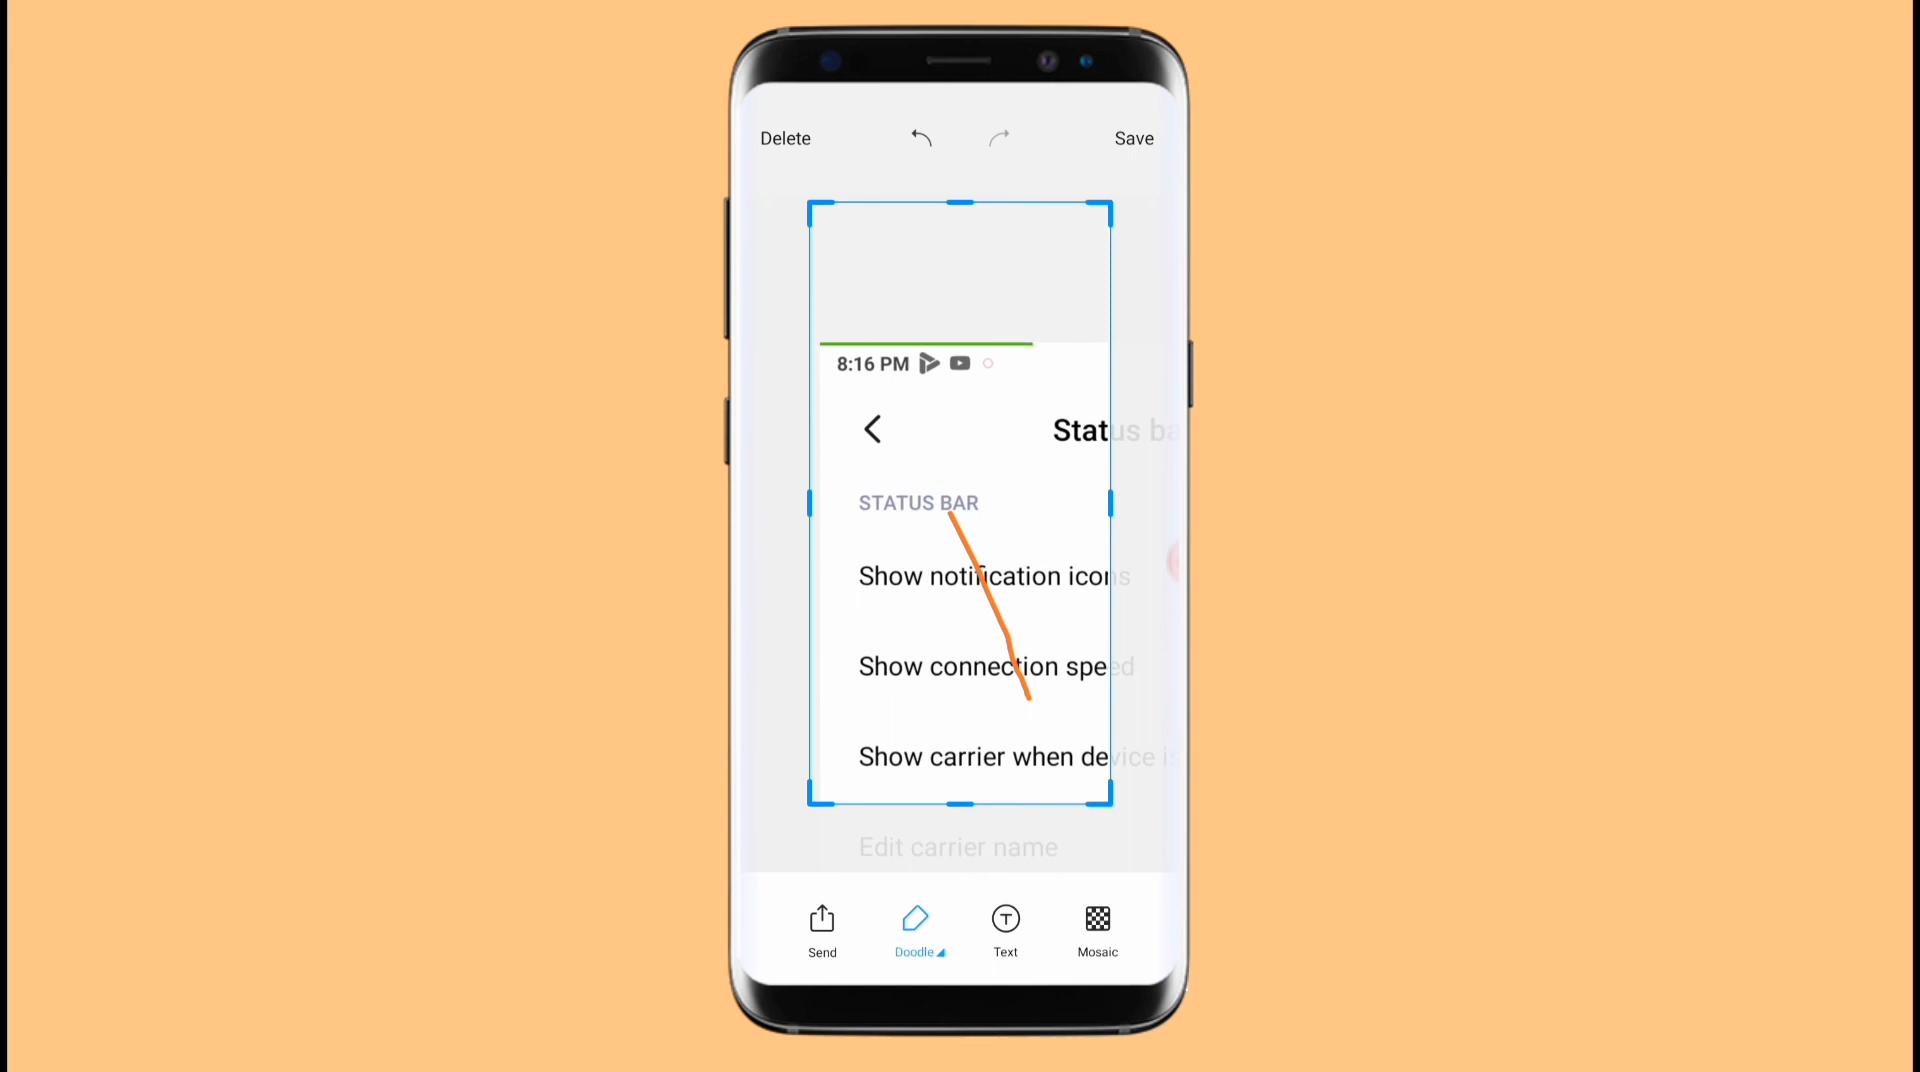 Delete
Save
8:16 PM
Status ba
STATUS BAR
Show notification icons
Show connection speed
Show carrier when device is
Edit carrier name
Send
Doodle
Text
Mosaic